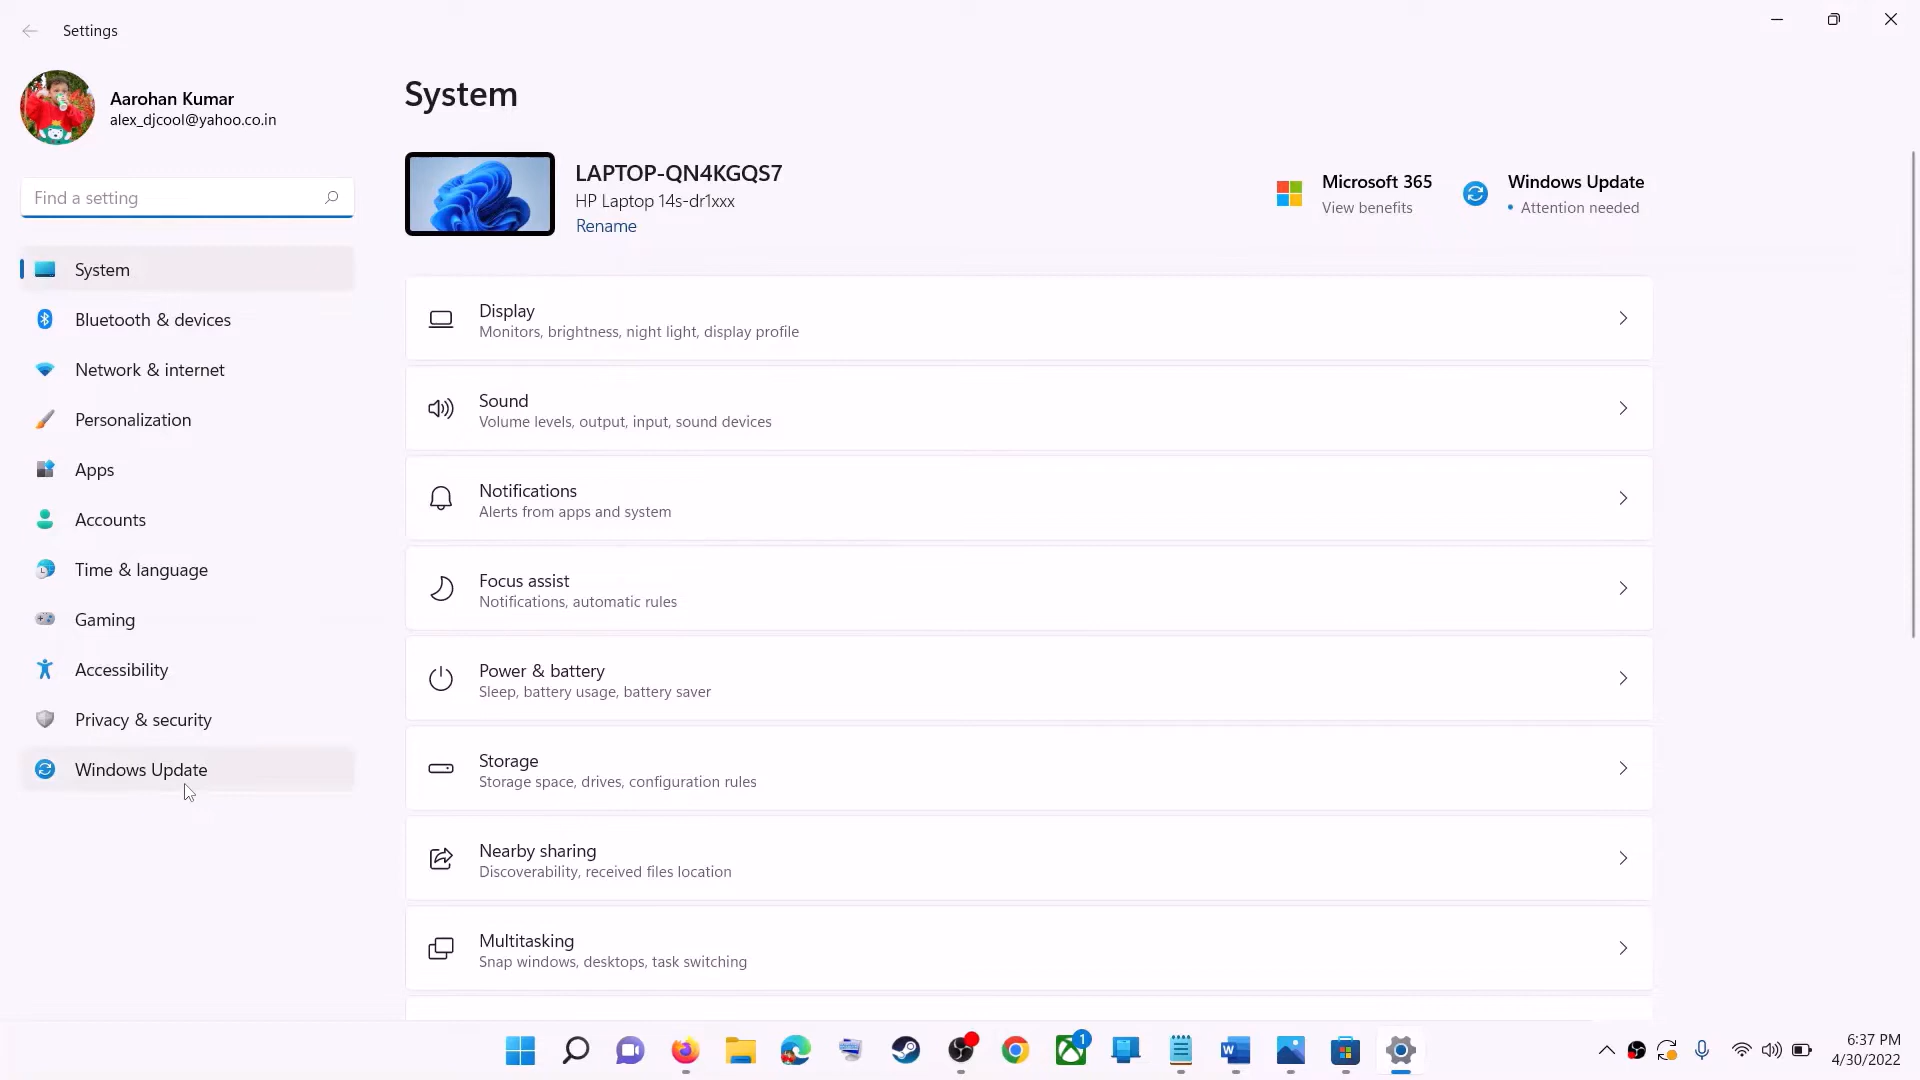 Settings
Aarohan Kumar
alex_djcool@yahoo.co.in
Find a setting
System
Bluetooth & devices
Network & internet
Personalization
Apps
Accounts
Time & language
Gaming
Accessibility
Privacy & security
Windows Update
System
LAPTOP-QN4KGQS7
HP Laptop 14s-dr1xxx
Rename
Microsoft 365
View benefits
Windows Update
Attention needed
Display
Monitors, brightness, night light, display profile
Sound
Volume levels, output, input, sound devices
Notifications
Alerts from apps and system
Focus assist
Notifications, automatic rules
Power & battery
Sleep, battery usage, battery saver
Storage
Storage space, drives, configuration rules
Nearby sharing
Discoverability, received files location
Multitasking
Snap windows, desktops, task switching
1
6:37 PM
4/30/2022